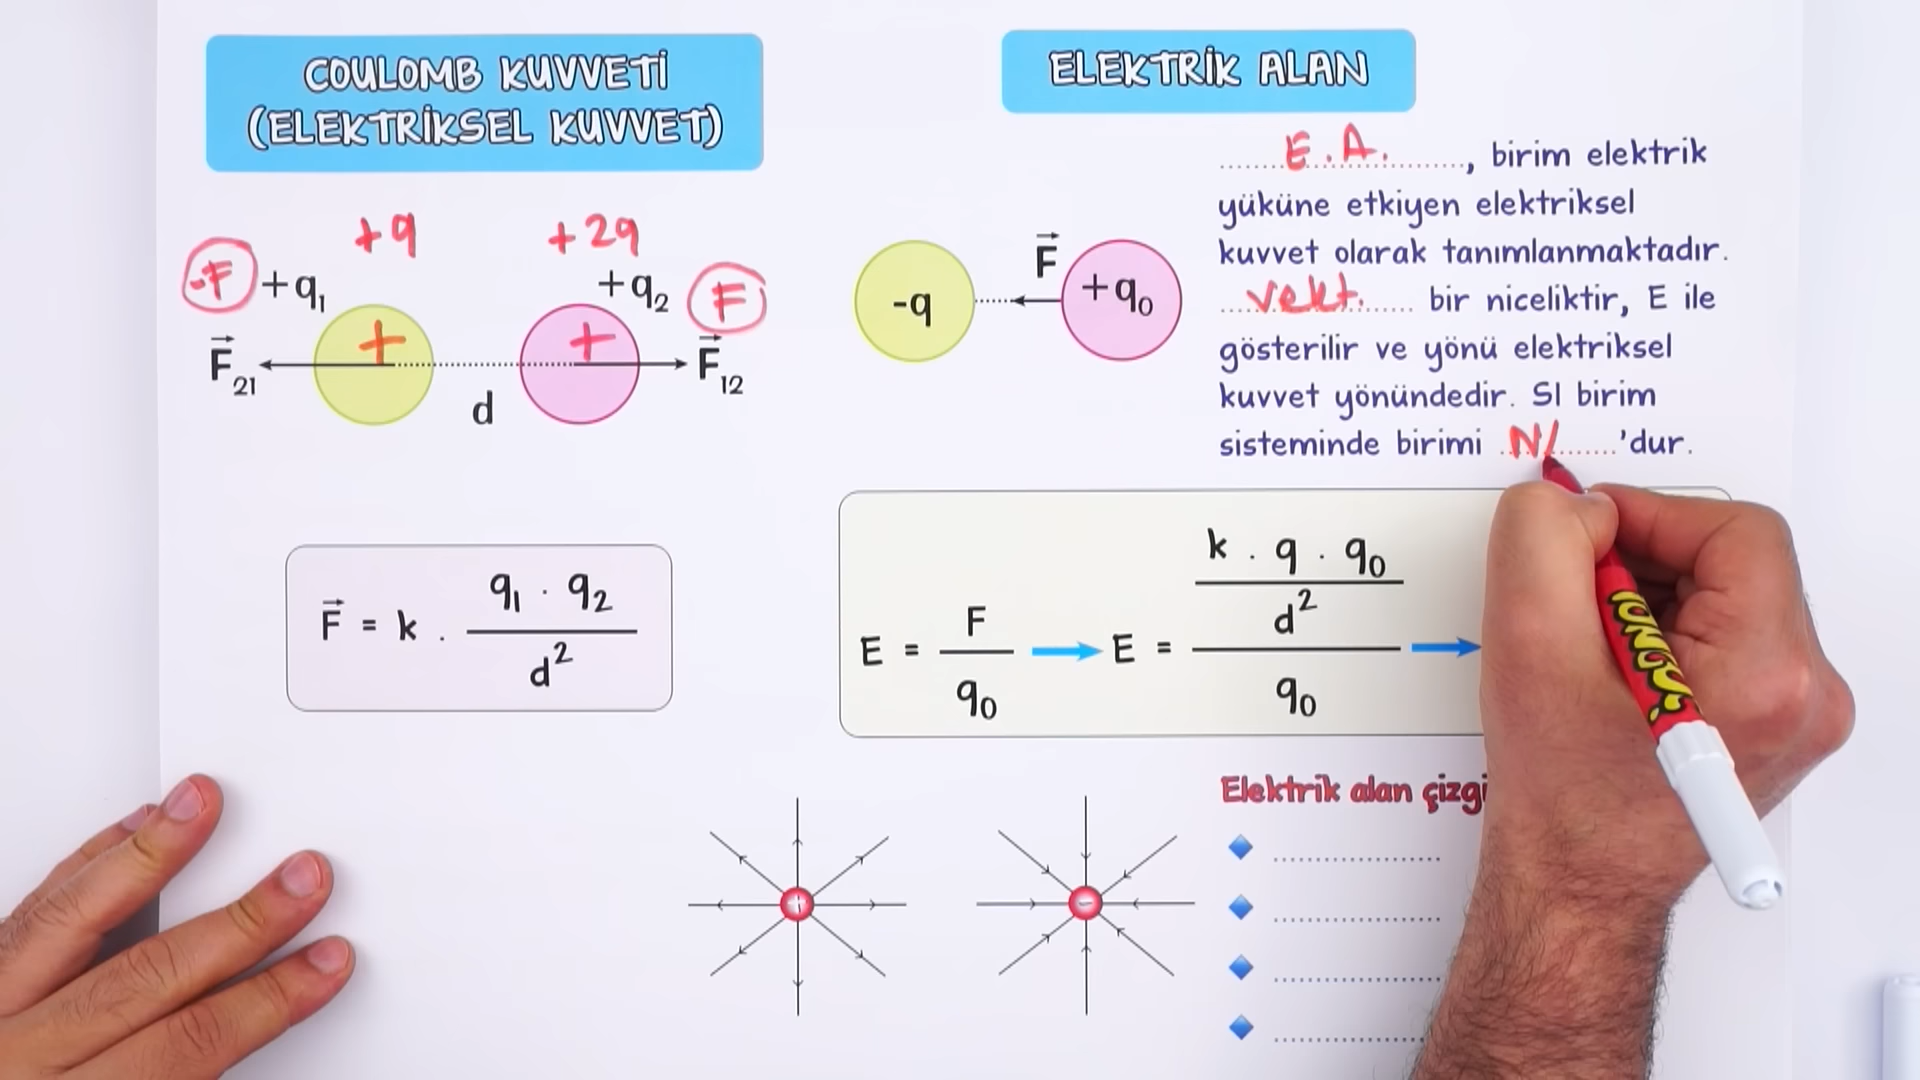 COULOMB KUVVETİ
(ELEKTRİKSEL KUVVET)
+q +2q
-F +q₁ +q₂ F
+ +
F⃗₂₁ F⃗₁₂
d
F⃗ = k . q₁ . q₂ / d²
ELEKTRİK ALAN
-q F⃗ +q₀
E.A., birim elektrik
yüküne etkiyen elektriksel
kuvvet olarak tanımlanmaktadır.
vekt. bir niceliktir, E ile
gösterilir ve yönü elektriksel
kuvvet yönündedir. SI birim
sisteminde birimi N/ 'dur.
E = F / q₀ → E = k . q . q₀ / d² / q₀ →
+ −
Elektrik alan çizgi